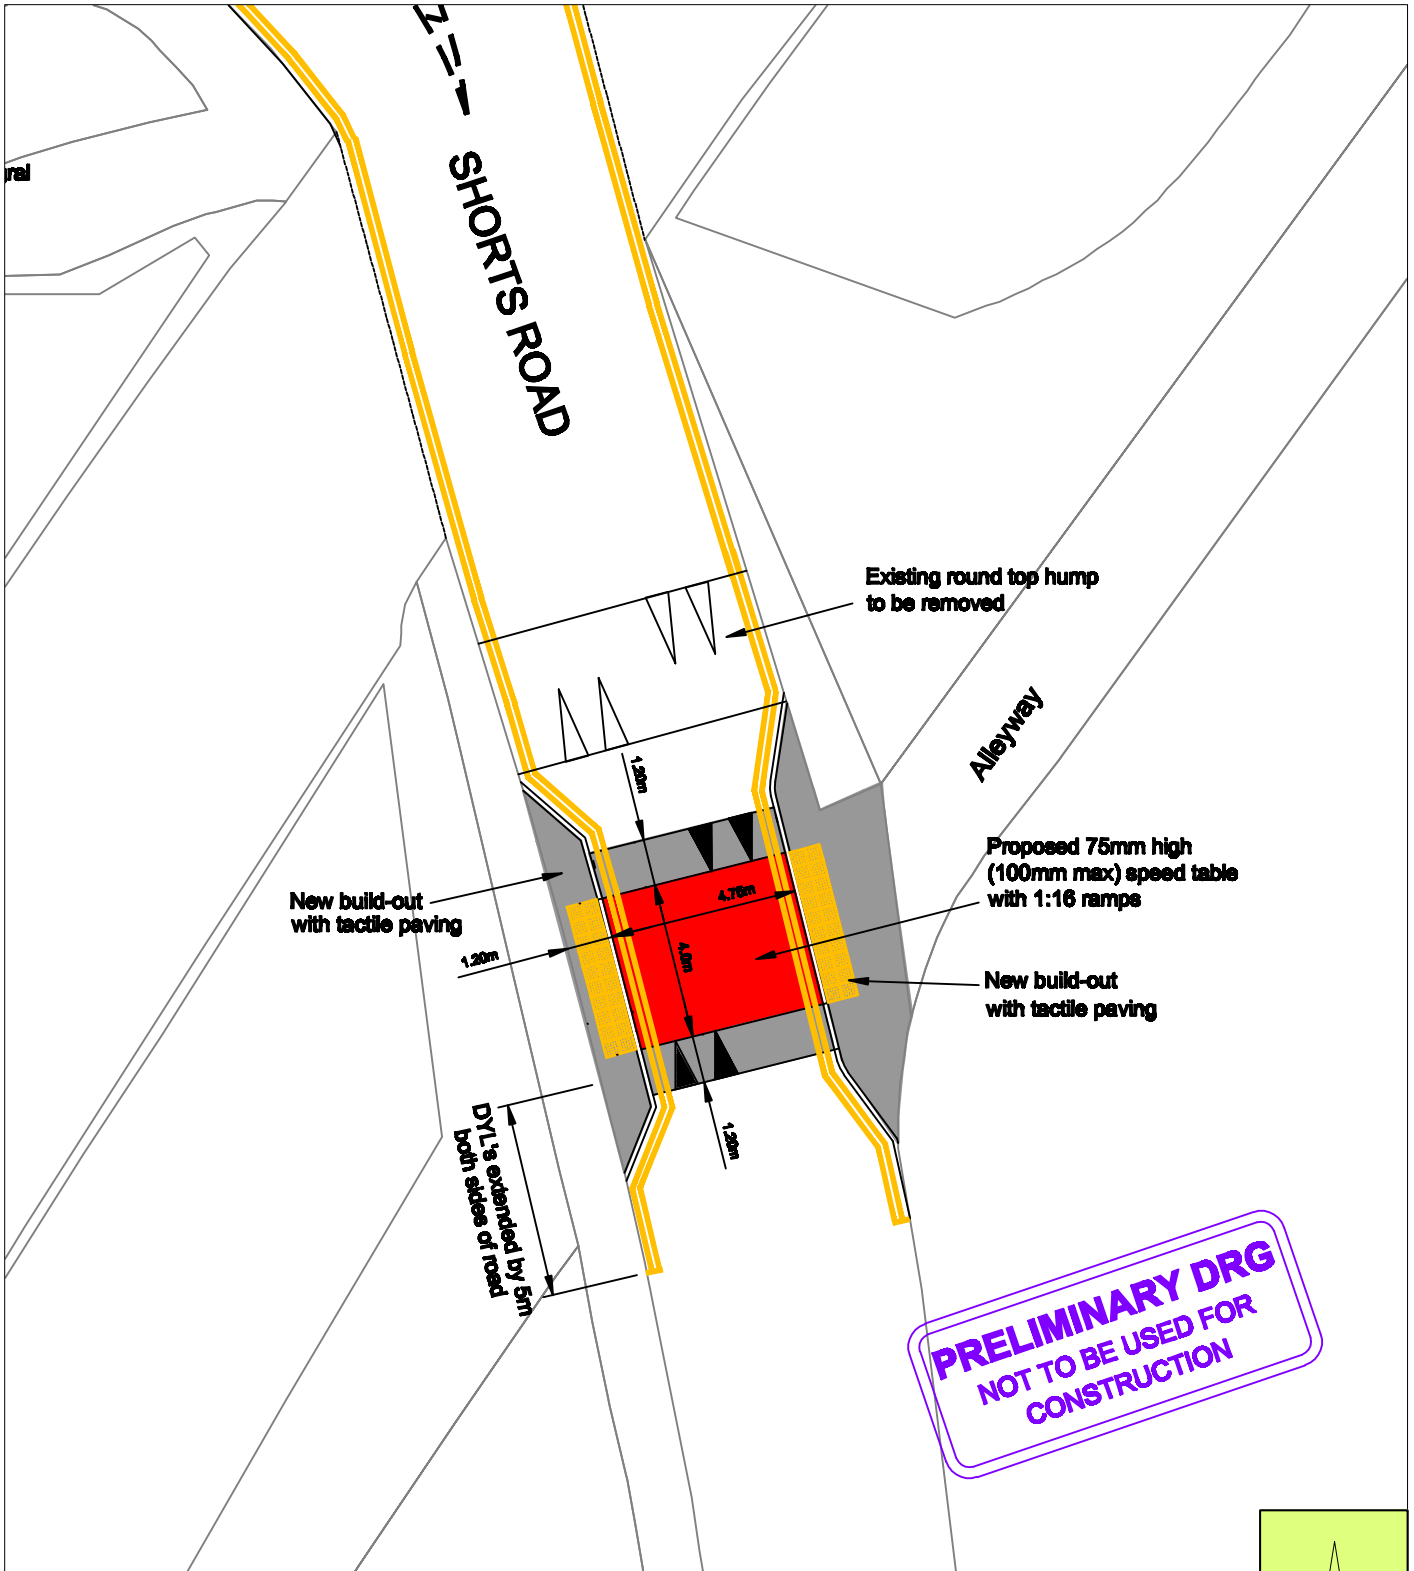 SHORTS ROAD
Existing round top hump
to be removed
Alleyway
1.20m
Proposed 75mm high
(100mm max) speed table
with 1:16 ramps
4.75m
New build-out
with tactile paving
1.20m
4.0m
New build-out
with tactile paving
1.20m
DYL's extended by 5m
both sides of road
PRELIMINARY DRG
NOT TO BE USED FOR
CONSTRUCTION